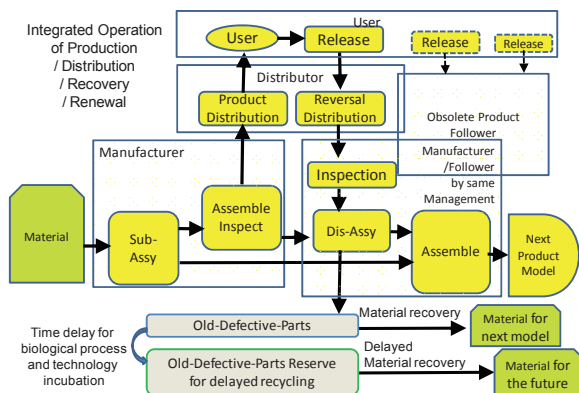 Integrated Operation
of Production
/ Distribution
/ Recovery
/ Renewal
User
User
Release
Release
Release
Distributor
Product
Distribution
Reversal
Distribution
Obsolete Product
Follower
Manufacturer
Manufacturer
/Follower
by same
Management
Inspection
Material
Sub-
Assy
Assemble
Inspect
Dis-Assy
Assemble
Next
Product
Model
Time delay for
biological process
and technology
incubation
Old-Defective-Parts
Material recovery
Material for
next model
Old-Defective-Parts Reserve
for delayed recycling
Delayed
Material recovery
Material for
the future